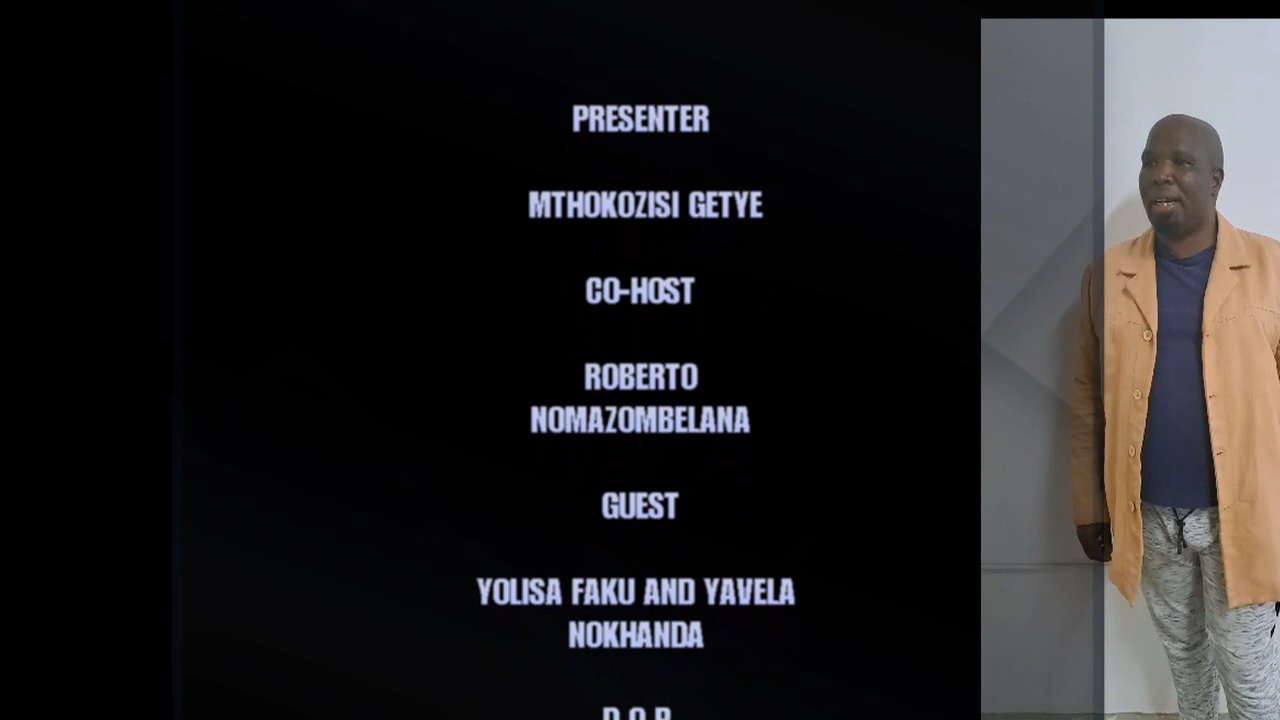 PRESENTER
MTHOKOZISI GETYE
CO-HOST
ROBERTO
NOMAZOMBELANA
GUEST
YOLISA FAKU AND YAVELA
NOKHANDA
D.O.P